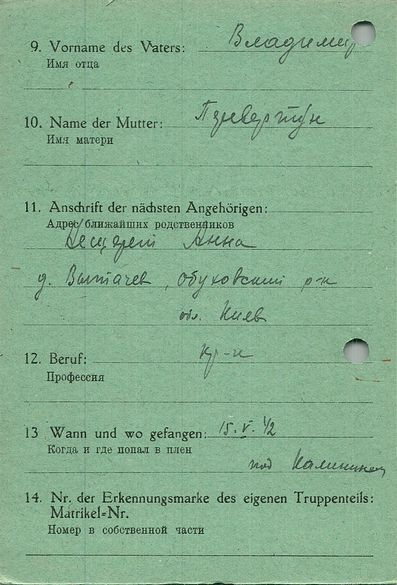 9. Vorname des Vaters: Владимир
Имя отца
10. Name der Mutter:
Имя матери
11. Anschrift der nächsten Angehörigen:
Адрес ближайших родственников
Анна
д. Вытачев, Обуховский р-н
обл. Киев
12. Beruf: кр-н
Профессия
13 Wann und wo gefangen: 15. V. 42
Когда и где попал в плен
под
14. Nr. der Erkennungsmarke des eigenen Truppenteils:
Matrikel-Nr.
Номер в собственной части